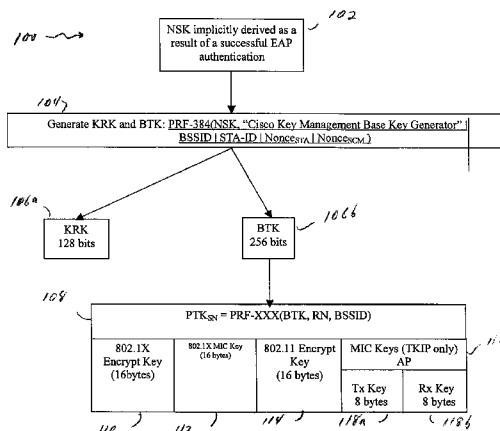 100
102
NSK implicitly derived as a
result of a successful EAP
authentication
104
Generate KRK and BTK: PRF-384(NSK, “Cisco Key Management Base Key Generator” |
BSSID | STA-ID | NonceSTA | NonceSCM )
106a
KRK
128 bits
106b
BTK
256 bits
108
PTKSN = PRF-XXX(BTK, RN, BSSID)
802.1X
Encrypt Key
(16bytes)
802.1X MIC Key
(16 bytes)
802.11 Encrypt
Key
(16 bytes)
MIC Keys (TKIP only)
AP
Tx Key
8 bytes
Rx Key
8 bytes
110
112
114
118a
118b